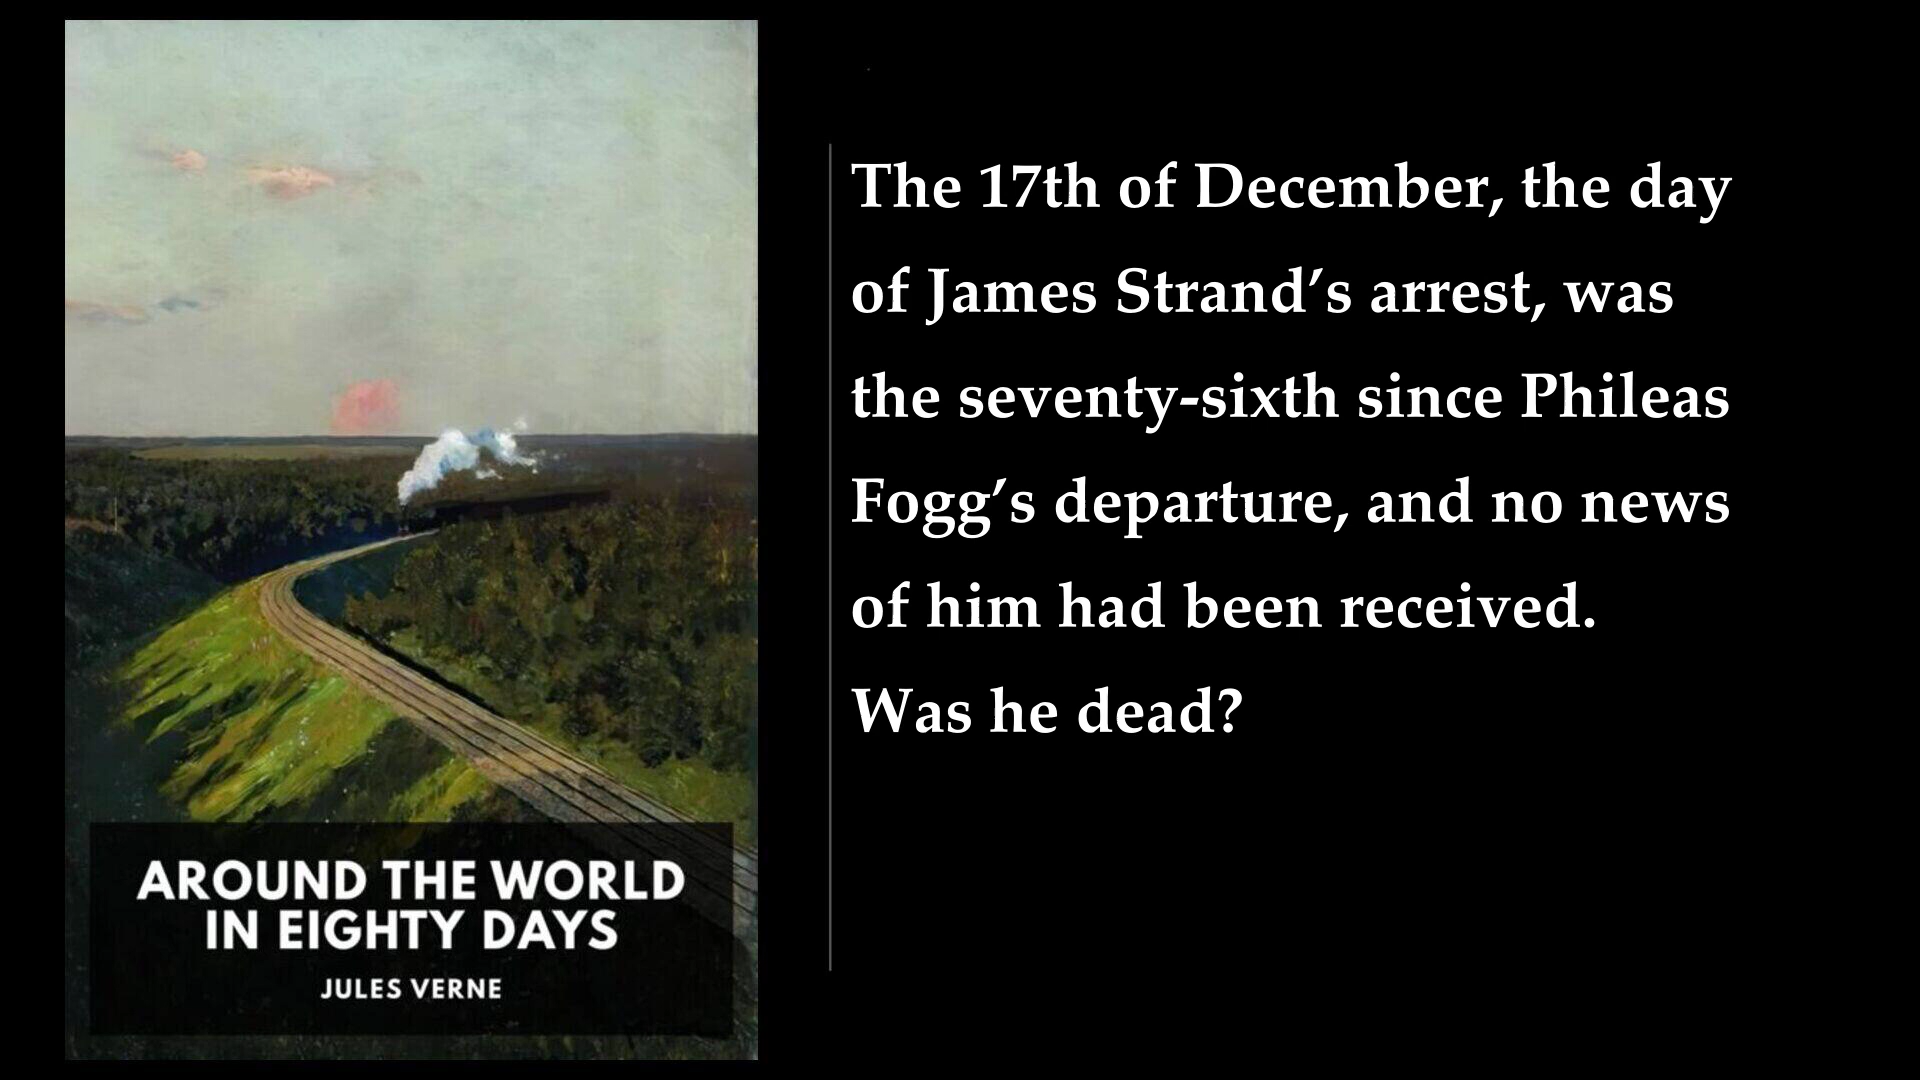 AROUND THE WORLD
IN EIGHTY DAYS
JULES VERNE
The 17th of December, the day
of James Strand’s arrest, was
the seventy-sixth since Phileas
Fogg’s departure, and no news
of him had been received.
Was he dead?